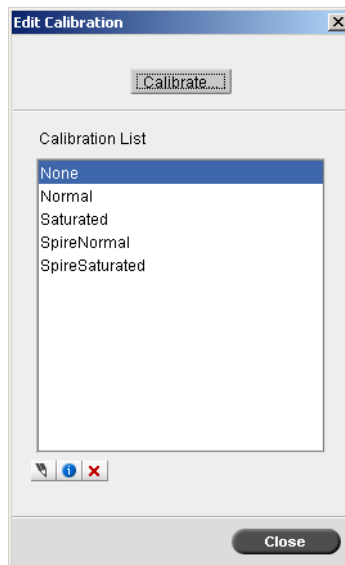 Edit Calibration
Calibrate...
Calibration List
None
Normal
Saturated
SpireNormal
SpireSaturated
Close